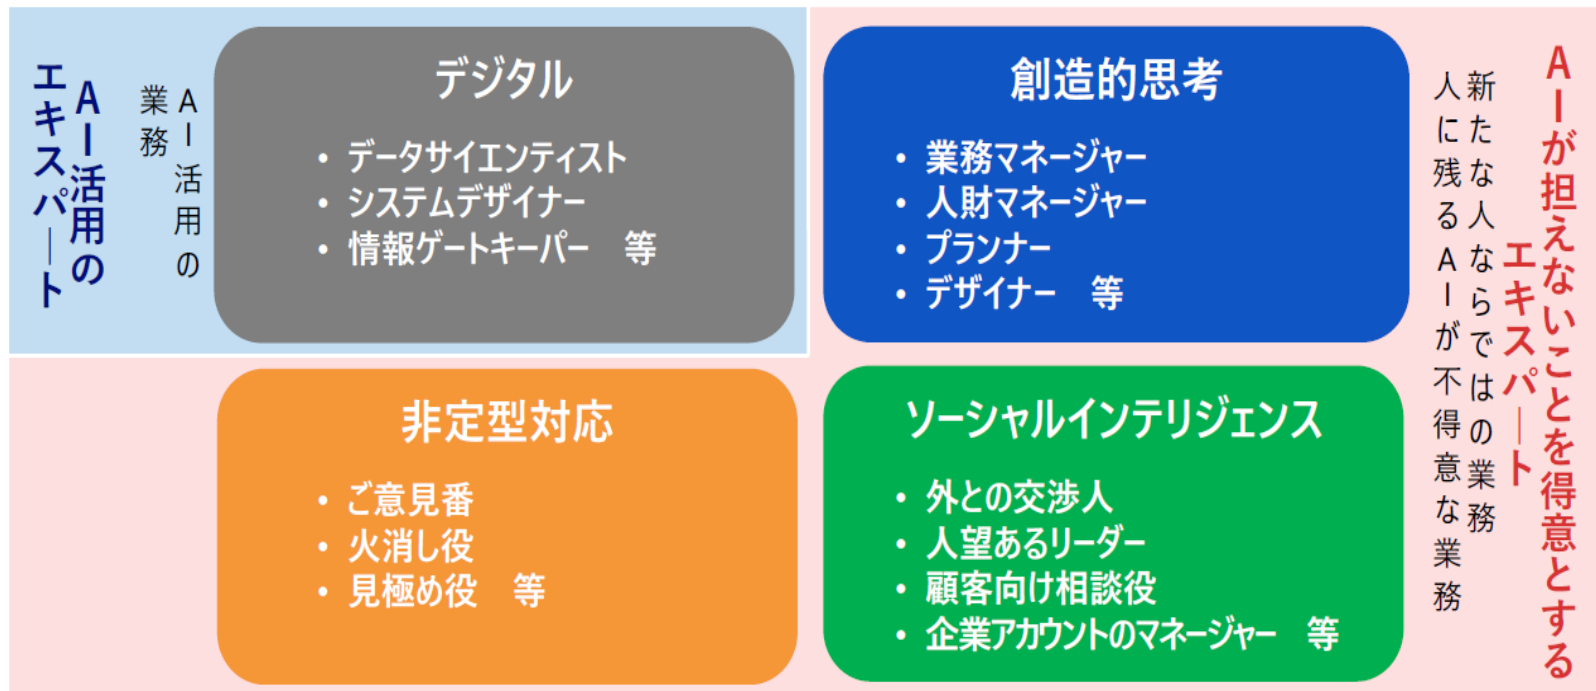 AI活用の
エキスパート
AI活用の
業務
デジタル
• データサイエンティスト
• システムデザイナー
• 情報ゲートキーパー　等
創造的思考
• 業務マネージャー
• 人財マネージャー
• プランナー
• デザイナー　等
非定型対応
• ご意見番
• 火消し役
• 見極め役　等
ソーシャルインテリジェンス
• 外との交渉人
• 人望あるリーダー
• 顧客向け相談役
• 企業アカウントのマネージャー　等
AIが担えないことを得意とする
エキスパート
新たな人ならではの業務
人に残るAIが不得意な業務